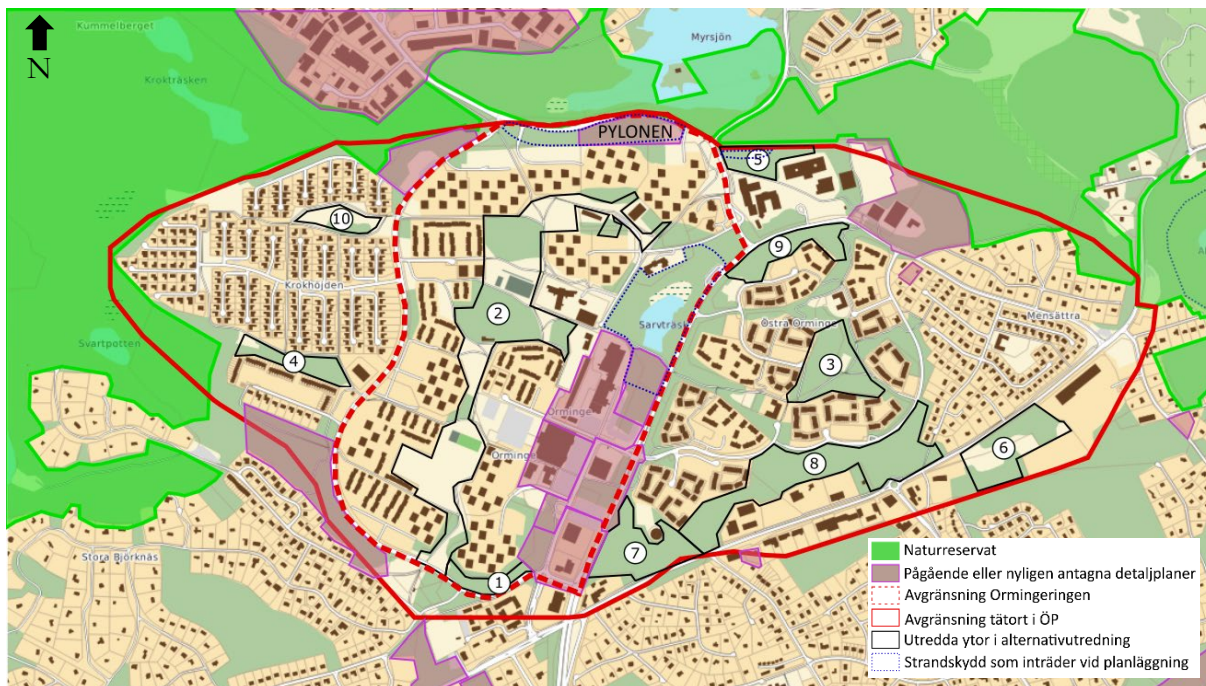 Kummelberget
N
Krokträsken
Myrsjön
PYLONEN
5
10
9
Krokhöjden
2
Sarvträsk
Östra Orminge
Mensättra
Svartpotten
4
3
Orminge
Orminge
6
8
7
Stora Björknäs
1
Naturreservat
Pågående eller nyligen antagna detaljplaner
Avgränsning Ormingeringen
Avgränsning tätort i ÖP
Utredda ytor i alternativutredning
Strandskydd som inträder vid planläggning